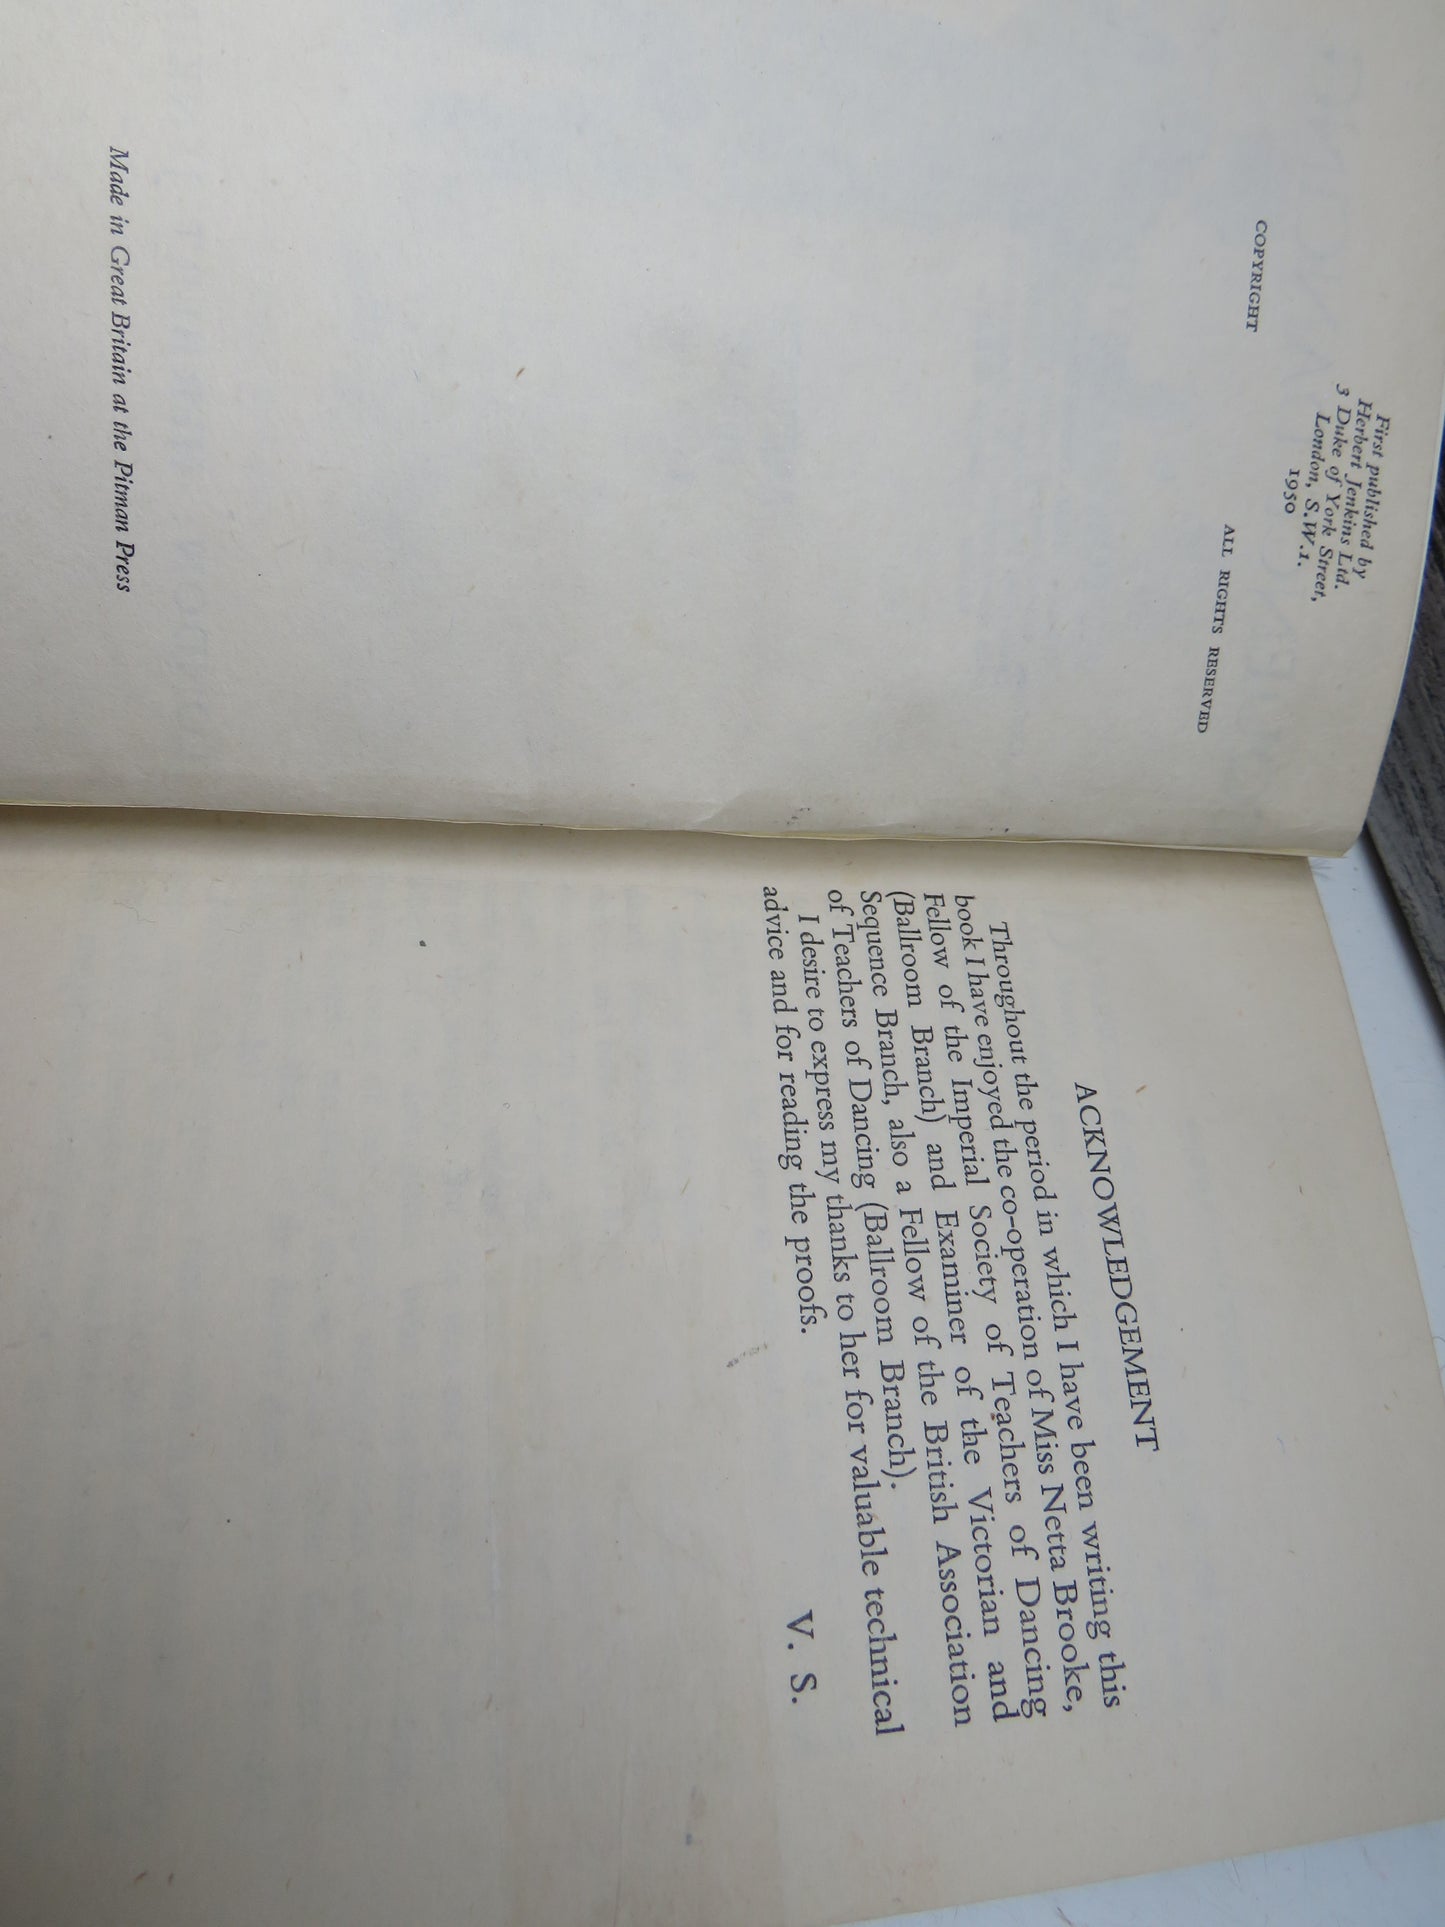 First published by
Herbert Jenkins Ltd.
3 Duke of York Street,
London, S.W.1.
1950
COPYRIGHT ALL RIGHTS RESERVED
Made in Great Britain at the Pitman Press
ACKNOWLEDGEMENT
Throughout the period in which I have been writing this
book I have enjoyed the co-operation of Miss Netta Brooke,
Fellow of the Imperial Society of Teachers of Dancing
(Ballroom Branch) and Examiner of the Victorian and
Sequence Branch, also a Fellow of the British Association
of Teachers of Dancing (Ballroom Branch).
I desire to express my thanks to her for valuable technical
advice and for reading the proofs.
V. S.